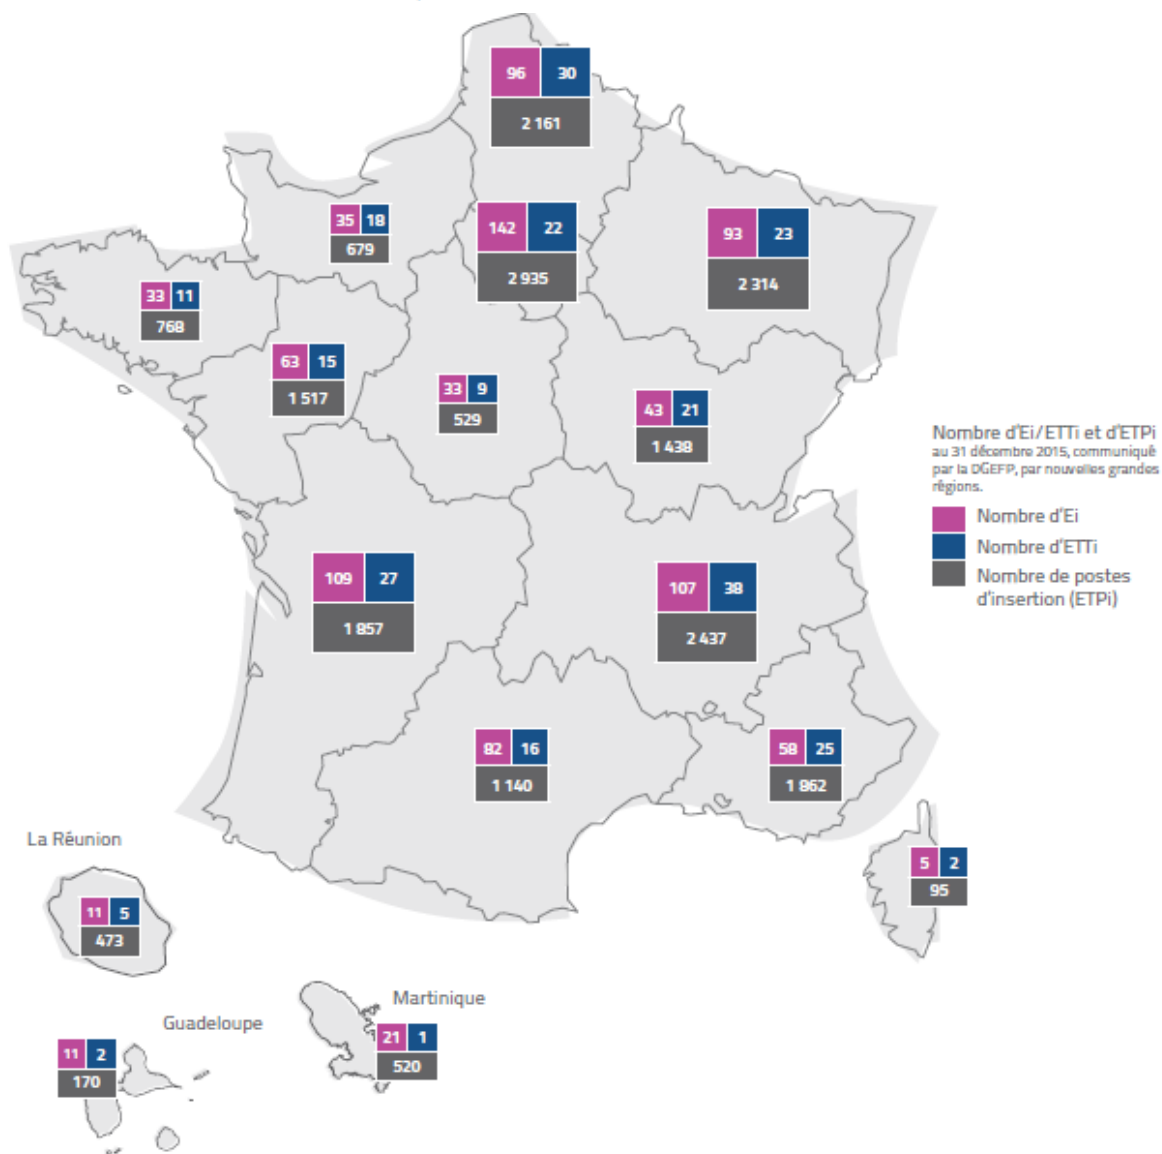 96 30
2 161
35 18
679
142 22
2 935
93 23
2 314
33 11
768
63 15
1 517
33 9
529
43 21
1 438
Nombre d'Ei/ETTi et d'ETPi
au 31 décembre 2015, communiqué
par la DGEFP, par nouvelles grandes
régions.
Nombre d'Ei
Nombre d'ETTi
Nombre de postes
d'insertion (ETPi)
109 27
1 857
107 38
2 437
82 16
1 140
58 25
1 862
5 2
95
La Réunion
11 5
473
Martinique
21 1
520
Guadeloupe
11 2
170